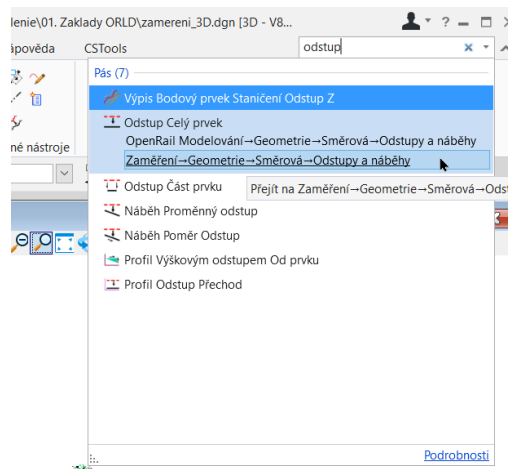 lenie\01. Zaklady ORLD\zamereni_3D.dgn [3D - V8...
ápověda CSTools odstup
Pás (7)
Výpis Bodový prvek Staničení Odstup Z
Odstup Celý prvek
OpenRail Modelování→Geometrie→Směrová→Odstupy a náběhy
né nástroje
Zaměření→Geometrie→Směrová→Odstupy a náběhy
Odstup Část prvku
Přejít na Zaměření→Geometrie→Směrová→Odst
Náběh Proměnný odstup
Náběh Poměr Odstup
Profil Výškovým odstupem Od prvku
Profil Odstup Přechod
Podrobnosti